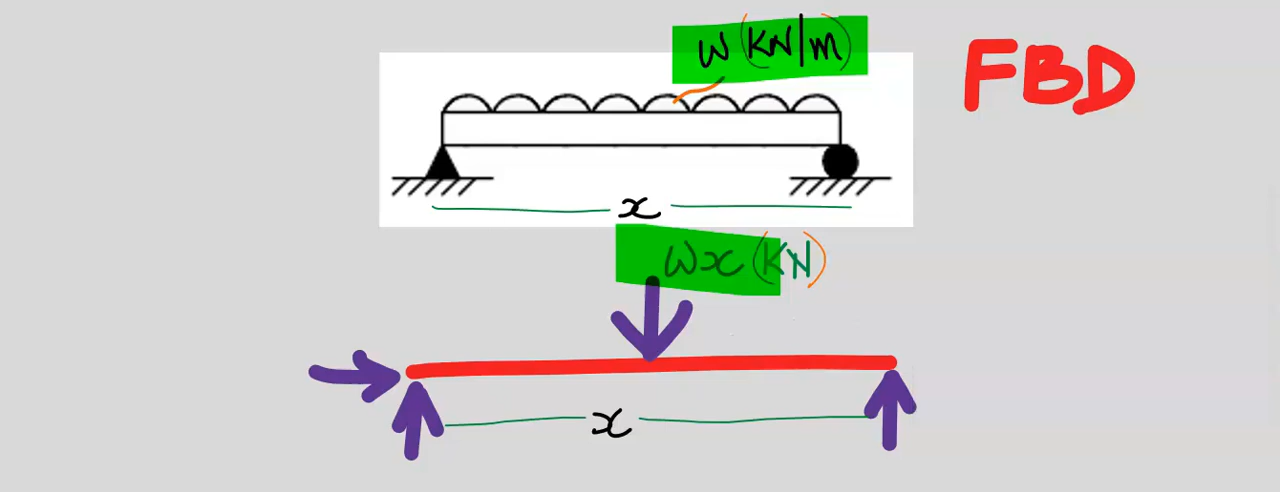 W (KN/m)
FBD
x
Wx (KN)
x